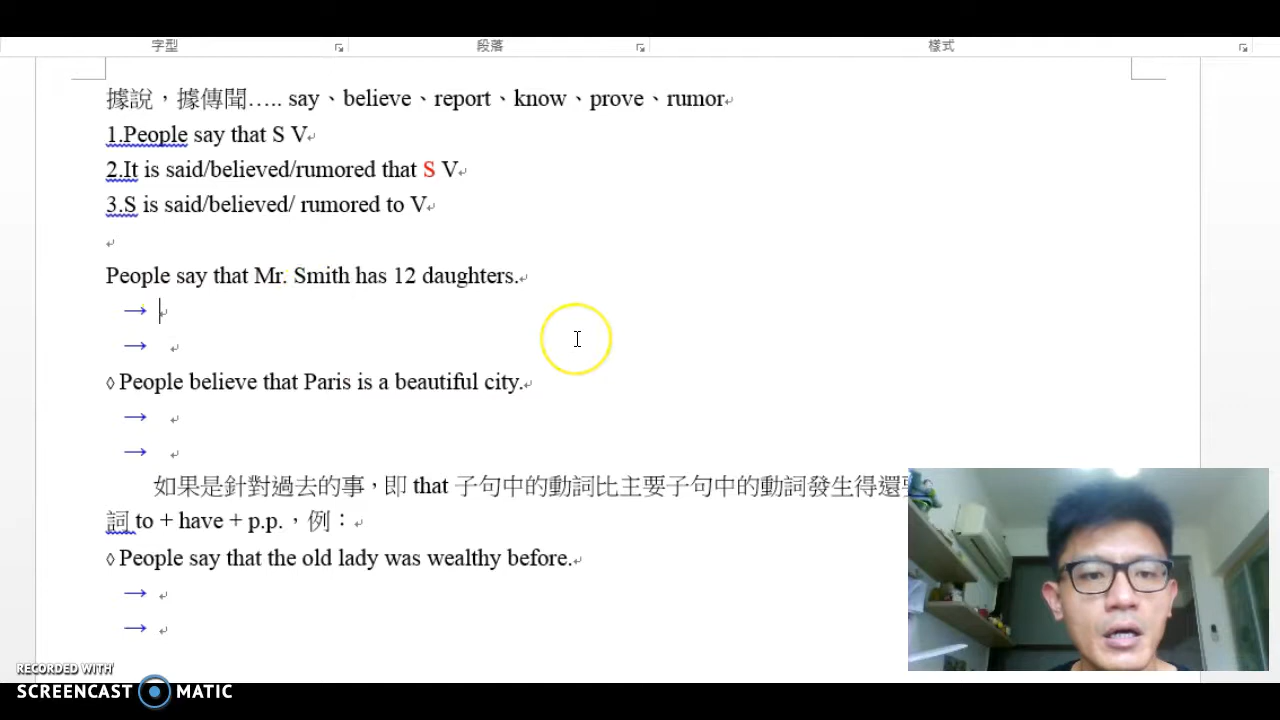 字型 段落 樣式
據說，據傳聞….. say、believe、report、know、prove、rumor
1.People say that S V
2.It is said/believed/rumored that S V
3.S is said/believed/ rumored to V
People say that Mr. Smith has 12 daughters.
→
→
◊ People believe that Paris is a beautiful city.
→
→
如果是針對過去的事，即 that 子句中的動詞比主要子句中的動詞發生得還
詞 to + have + p.p.，例：
◊ People say that the old lady was wealthy before.
→
→
RECORDED WITH
SCREENCAST MATIC